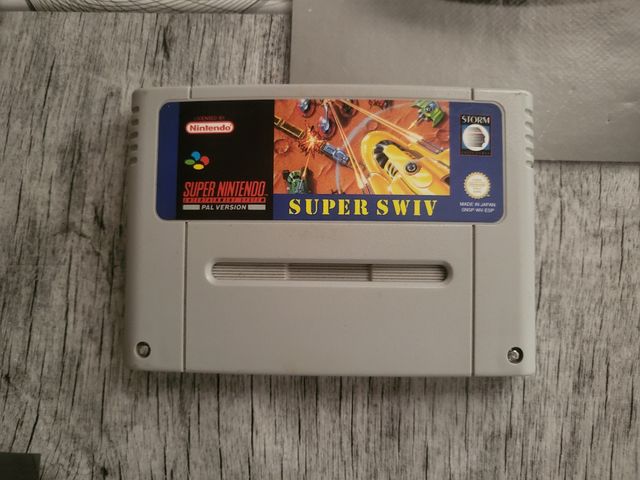 LICENSED BY
Nintendo
SUPER NINTENDO
ENTERTAINMENT SYSTEM
PAL VERSION
SUPER SWIV
STORM
MADE IN JAPAN
SNSP-WV-ESP